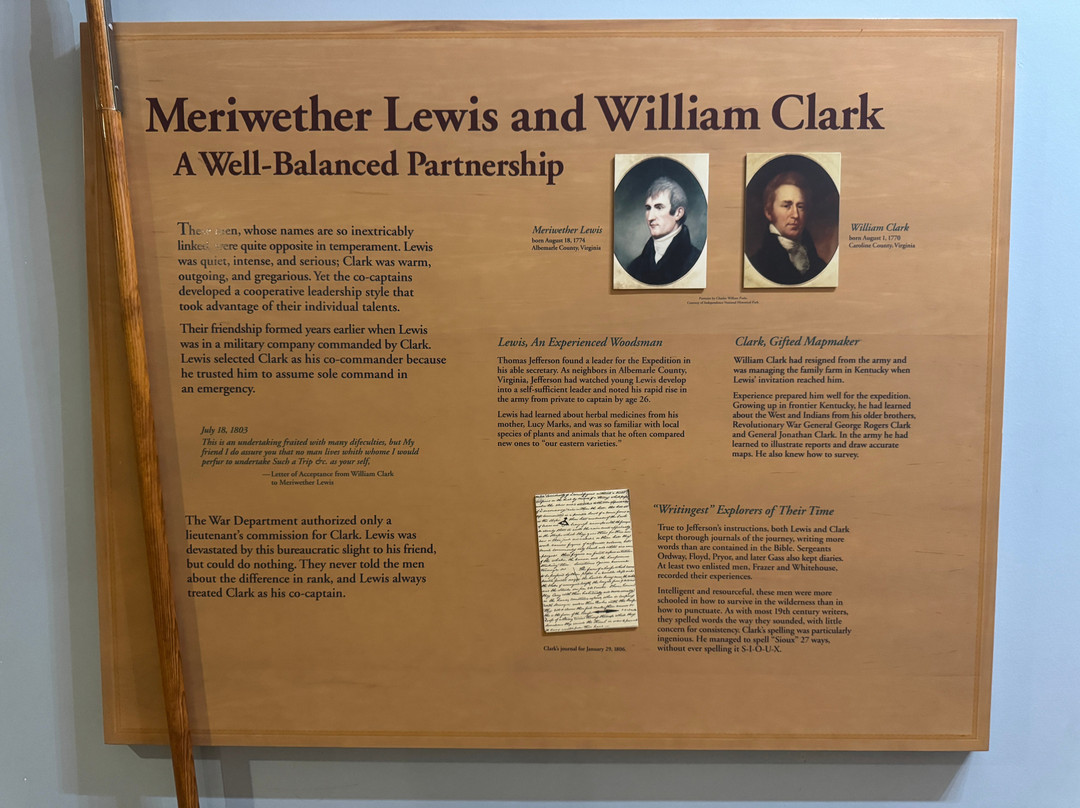 Meriwether Lewis and William Clark
A Well-Balanced Partnership
whose names are so inextricably
quite opposite in temperament. Lewis
was quiet, intense, and serious; Clark was warm,
outgoing, and gregarious. Yet the co-captains
developed a cooperative leadership style that
took advantage of their individual talents.
Their friendship formed years earlier when Lewis
was in a military company commanded by Clark.
Lewis selected Clark as his co-commander because
he trusted him to assume sole command in
an emergency.
July 18, 1803
This is an undertaking fraited with many difeculties, but My
friend I do assure you that no man lives whith whome I would
perfur to undertake Such a Trip &c. as your self,
— Letter of Acceptance from William Clark
to Meriwether Lewis
The War Department authorized only a
lieutenant's commission for Clark. Lewis was
devastated by this bureaucratic slight to his friend,
but could do nothing. They never told the men
about the difference in rank, and Lewis always
treated Clark as his co-captain.
Meriwether Lewis
born August 18, 1774
Albemarle County, Virginia
William Clark
born August 1, 1770
Caroline County, Virginia
Portraits by Charles Willson Peale
Courtesy of Independence National Historical Park
Lewis, An Experienced Woodsman
Thomas Jefferson found a leader for the Expedition in
his able secretary. As neighbors in Albemarle County,
Virginia, Jefferson had watched young Lewis develop
into a self-sufficient leader and noted his rapid rise in
the army from private to captain by age 26.
Lewis had learned about herbal medicines from his
mother, Lucy Marks, and was so familiar with local
species of plants and animals that he often compared
new ones to "our eastern varieties."
Clark, Gifted Mapmaker
William Clark had resigned from the army and
was managing the family farm in Kentucky when
Lewis' invitation reached him.
Experience prepared him well for the expedition.
Growing up in frontier Kentucky, he had learned
about the West and Indians from his older brothers,
Revolutionary War General George Rogers Clark
and General Jonathan Clark. In the army he had
learned to illustrate reports and draw accurate
maps. He also knew how to survey.
Clark's journal for January 29, 1806.
"Writingest" Explorers of Their Time
True to Jefferson's instructions, both Lewis and Clark
kept thorough journals of the journey, writing more
words than are contained in the Bible. Sergeants
Ordway, Floyd, Pryor, and later Gass also kept diaries.
At least two enlisted men, Frazer and Whitehouse,
recorded their experiences.
Intelligent and resourceful, these men were more
schooled in how to survive in the wilderness than in
how to punctuate. As with most 19th century writers,
they spelled words the way they sounded, with little
concern for consistency. Clark's spelling was particularly
ingenious. He managed to spell "Sioux" 27 ways,
without ever spelling it S-I-O-U-X.